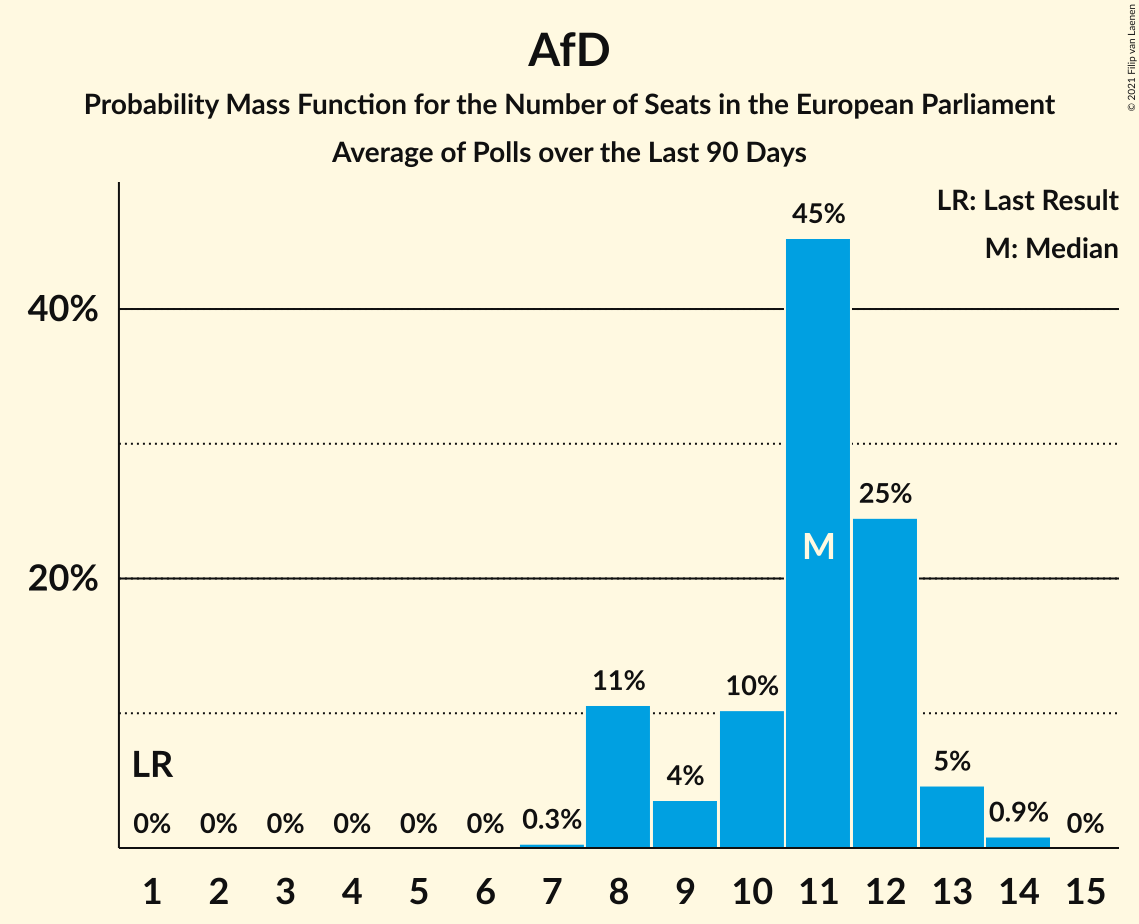 AfD
Probability Mass Function for the Number of Seats in the European Parliament
Average of Polls over the Last 90 Days
© 2021 Filip van Laenen
LR: Last Result
M: Median
40%
20%
45%
25%
M
11%
10%
4%
5%
LR
0%
0%
0%
0%
0%
0%
0.3%
0.9%
0%
1 2 3 4 5 6 7 8 9 10 11 12 13 14 15